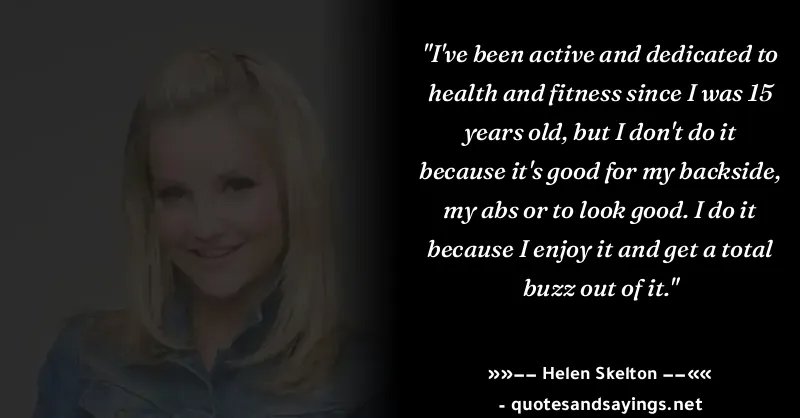 "I've been active and dedicated to
health and fitness since I was 15
years old, but I don't do it
because it's good for my backside,
my abs or to look good. I do it
because I enjoy it and get a total
buzz out of it."
»»–– Helen Skelton ––««
- quotesandsayings.net